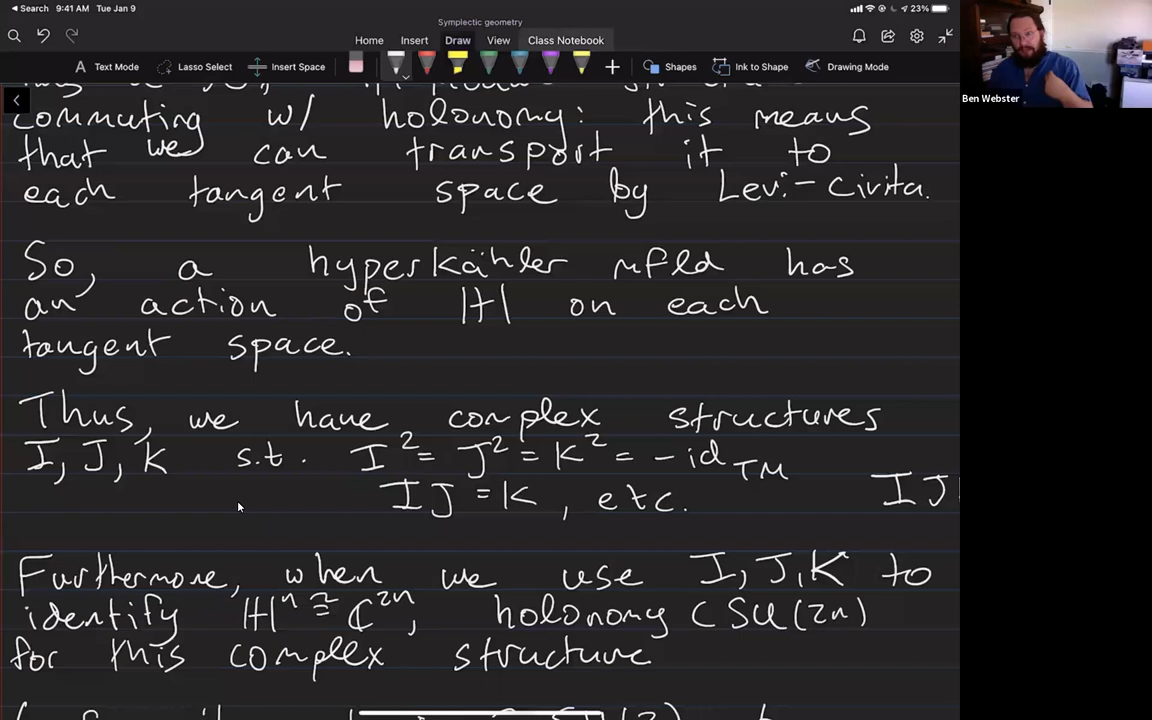 Search 9:41 AM Tue Jan 9
Symplectic geometry
23%
Home Insert Draw View Class Notebook
Text Mode Lasso Select Insert Space Shapes Ink to Shape Drawing Mode
Ben Webster
commuting w/ holonomy: this means
that we can transport it to
each tangent space by Levi-Civita.
So, a hyperkähler mfld has
an action of ℍ on each
tangent space.
Thus, we have complex structures
I, J, K s.t. I² = J² = K² = -id_TM
IJ = K, etc. IJ
Furthermore, when we use I, J, K to
identify ℍⁿ ≅ ℂ²ⁿ, holonomy ⊂ SU(2n)
for this complex structure